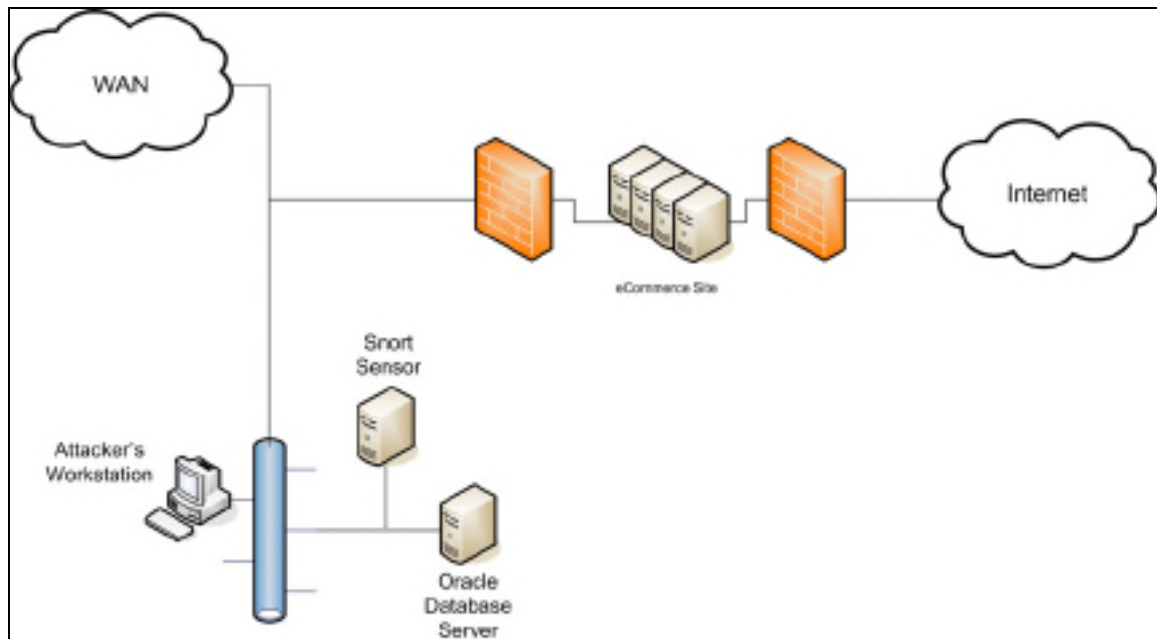 WAN
Internet
eCommerce Site
Snort
Sensor
Attacker's
Workstation
Oracle
Database
Server